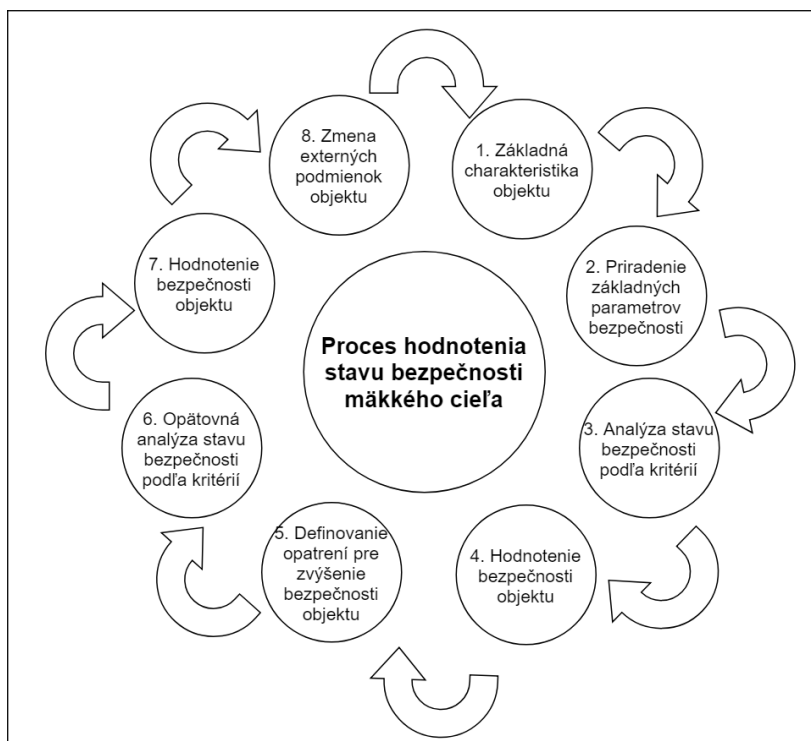 Proces hodnotenia
stavu bezpečnosti
mäkkého cieľa
1. Základná
charakteristika
objektu
2. Priradenie
základných
parametrov
bezpečnosti
3. Analýza stavu
bezpečnosti
podľa kritérií
4. Hodnotenie
bezpečnosti
objektu
5. Definovanie
opatrení pre
zvýšenie
bezpečnosti
objektu
6. Opätovná
analýza stavu
bezpečnosti
podľa kritérií
7. Hodnotenie
bezpečnosti
objektu
8. Zmena
externých
podmienok
objektu